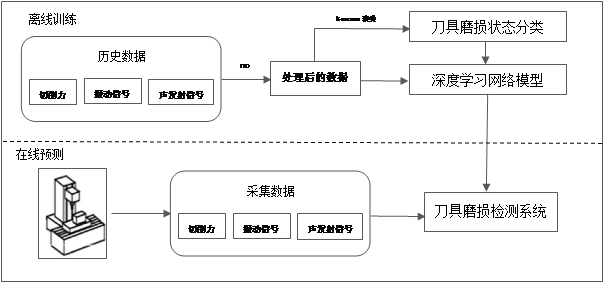 离线训练
历史数据
切削力
振动信号
声发射信号
处理后的数据
K-means 聚类
刀具磨损状态分类
深度学习网络模型
在线预测
采集数据
切削力
振动信号
声发射信号
刀具磨损检测系统